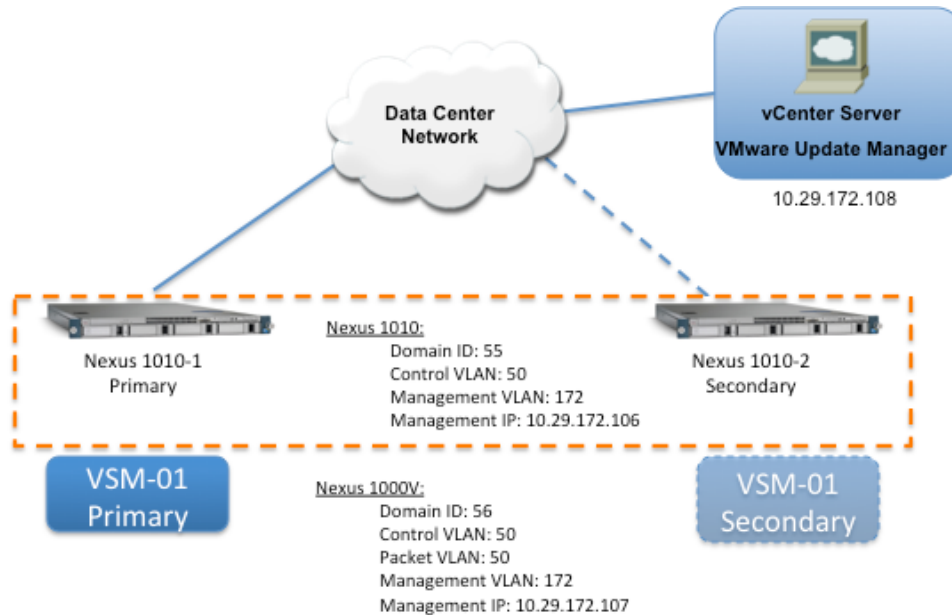 Data Center
Network
vCenter Server
VMware Update Manager
10.29.172.108
Nexus 1010-1
Primary
Nexus 1010:
Domain ID: 55
Control VLAN: 50
Management VLAN: 172
Management IP: 10.29.172.106
Nexus 1010-2
Secondary
VSM-01
Primary
Nexus 1000V:
Domain ID: 56
Control VLAN: 50
Packet VLAN: 50
Management VLAN: 172
Management IP: 10.29.172.107
VSM-01
Secondary